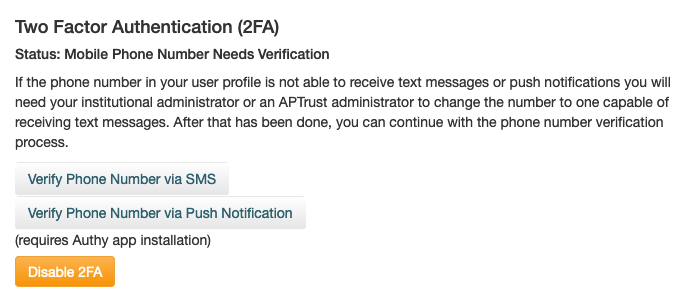 Two Factor Authentication (2FA)
Status: Mobile Phone Number Needs Verification
If the phone number in your user profile is not able to receive text messages or push notifications you will
need your institutional administrator or an APTrust administrator to change the number to one capable of
receiving text messages. After that has been done, you can continue with the phone number verification
process.
Verify Phone Number via SMS
Verify Phone Number via Push Notification
(requires Authy app installation)
Disable 2FA